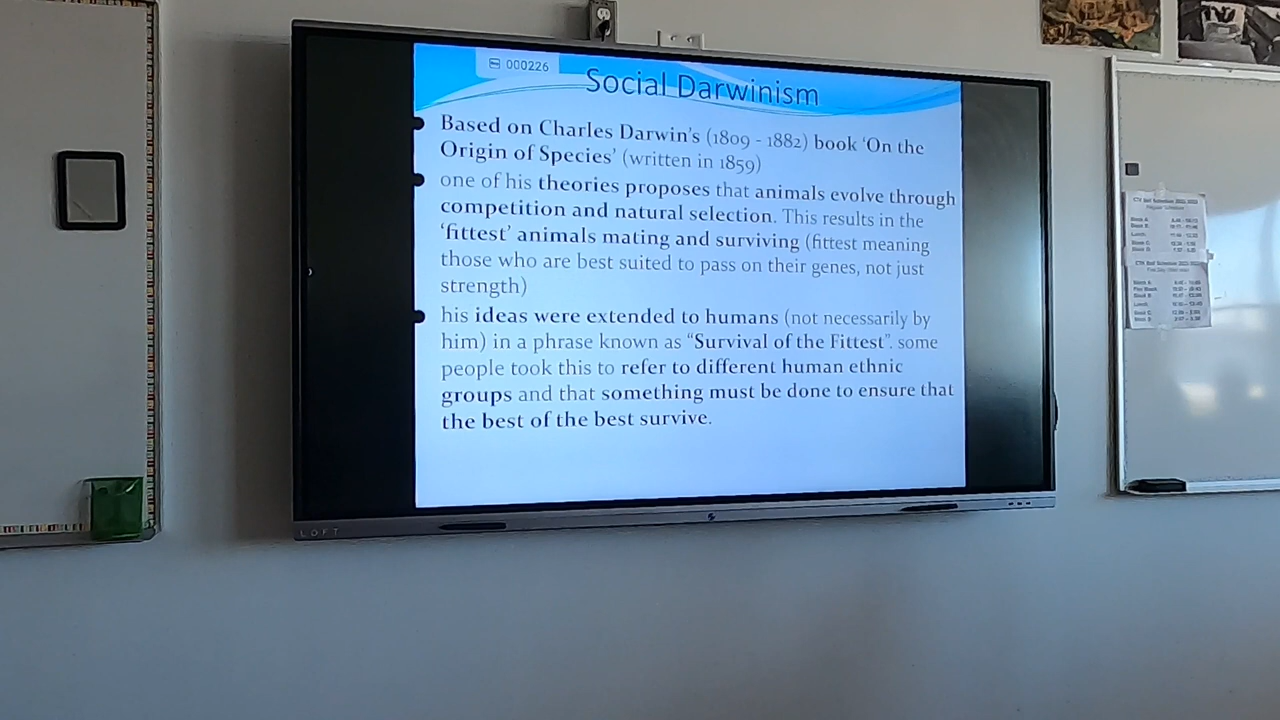 000226
Social Darwinism
Based on Charles Darwin's (1809 - 1882) book 'On the
Origin of Species' (written in 1859)
one of his theories proposes that animals evolve through
competition and natural selection. This results in the
'fittest' animals mating and surviving (fittest meaning
those who are best suited to pass on their genes, not just
strength)
his ideas were extended to humans (not necessarily by
him) in a phrase known as "Survival of the Fittest". some
people took this to refer to different human ethnic
groups and that something must be done to ensure that
the best of the best survive.
LOFT